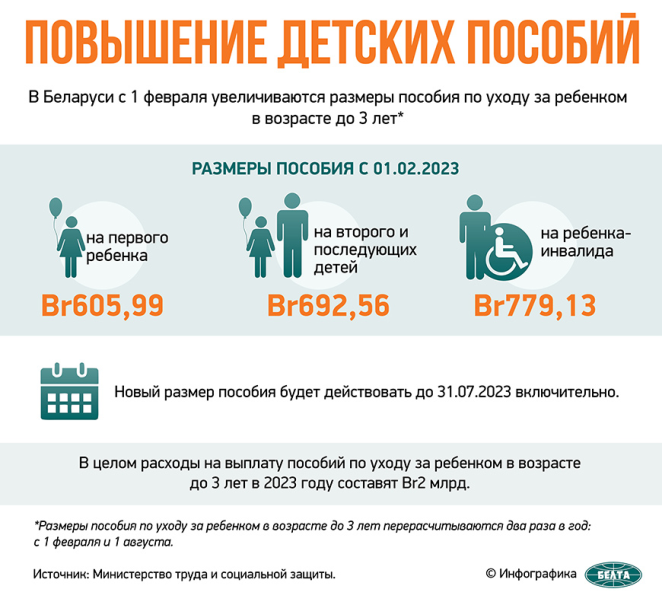 ПОВЫШЕНИЕ ДЕТСКИХ ПОСОБИЙ
В Беларуси с 1 февраля увеличиваются размеры пособия по уходу за ребенком
в возрасте до 3 лет*
РАЗМЕРЫ ПОСОБИЯ С 01.02.2023
на первого
ребенка
Br605,99
на второго и
последующих
детей
Br692,56
на ребенка-
инвалида
Br779,13
Новый размер пособия будет действовать до 31.07.2023 включительно.
В целом расходы на выплату пособий по уходу за ребенком в возрасте
до 3 лет в 2023 году составят Br2 млрд.
*Размеры пособия по уходу за ребенком в возрасте до 3 лет перерасчитываются два раза в год:
с 1 февраля и 1 августа.
Источник: Министерство труда и социальной защиты.
© Инфографика
БЕЛТА